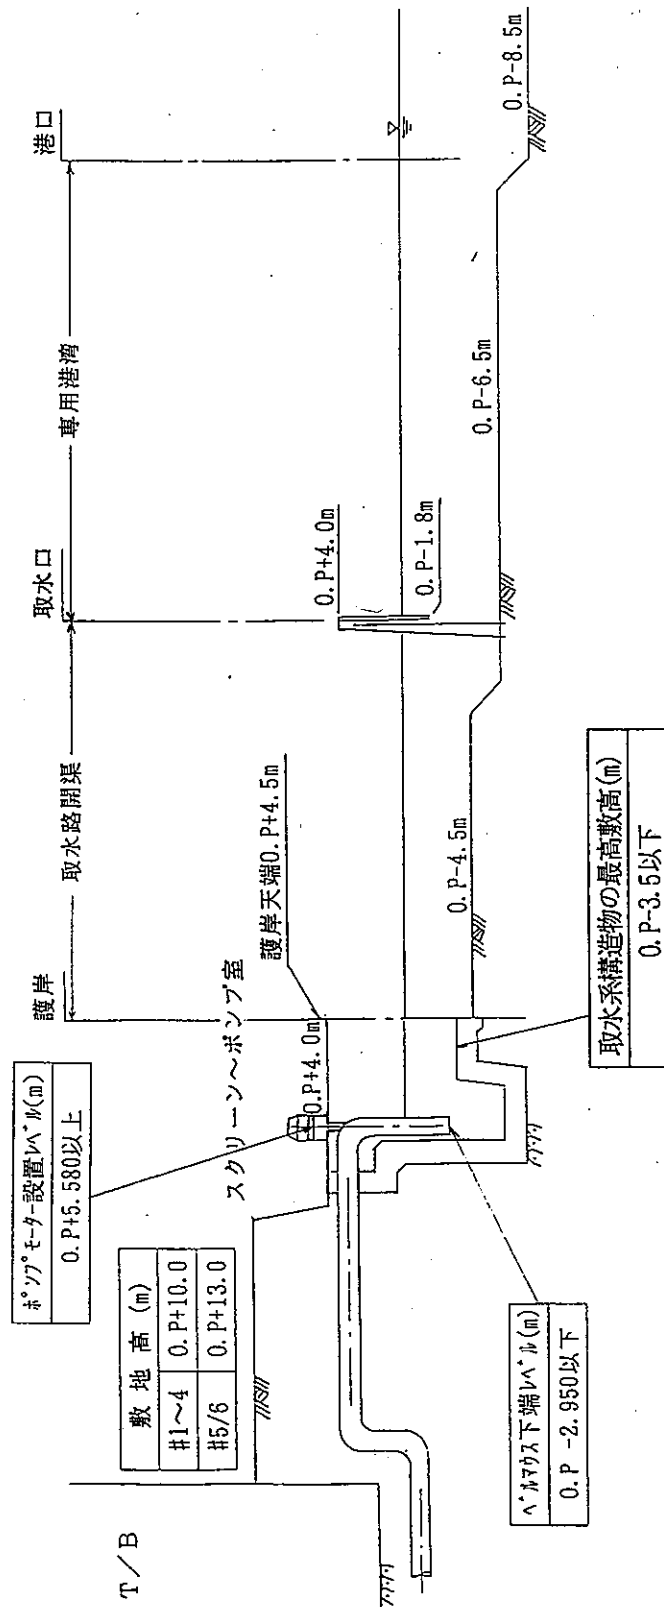 T/B
敷地高 (m)
#1～4 O.P+10.0
#5/6 O.P+13.0
ポンプモーター設置レベル(m)
O.P+5.580以上
ベルマウス下端レベル(m)
O.P -2.950以下
スクリーン～ポンプ室
O.P+4.0m
護岸
護岸天端O.P+4.5m
取水路開渠
O.P-4.5m
取水系構造物の最高敷高(m)
O.P-3.5以下
取水口
O.P+4.0m
O.P-1.8m
専用港湾
O.P-6.5m
港口
O.P-8.5m